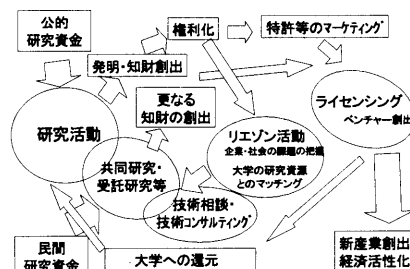 公的
研究資金
権利化
特許等のマーケティング
発明・知財創出
更なる
知財の創出
ライセンシング
ベンチャー創出
研究活動
リエゾン活動
企業・社会の課題の把握
大学の研究資源
とのマッチング
共同研究・
受託研究等
技術相談・
技術コンサルティング
民間
研究資金
大学への還元
新産業創出
経済活性化